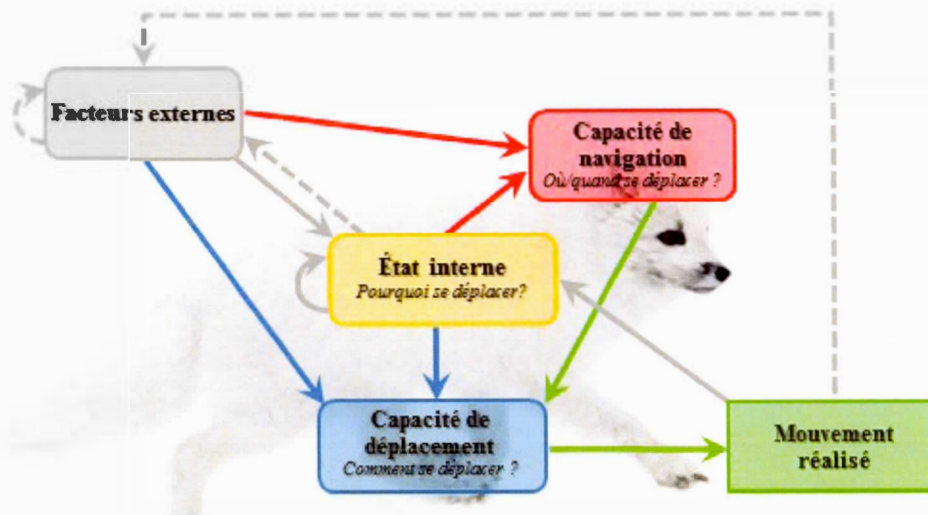 Facteurs externes
Capacité de
navigation
Où/quand se déplacer ?
État interne
Pourquoi se déplacer?
Capacité de
déplacement
Comment se déplacer ?
Mouvement
réalisé